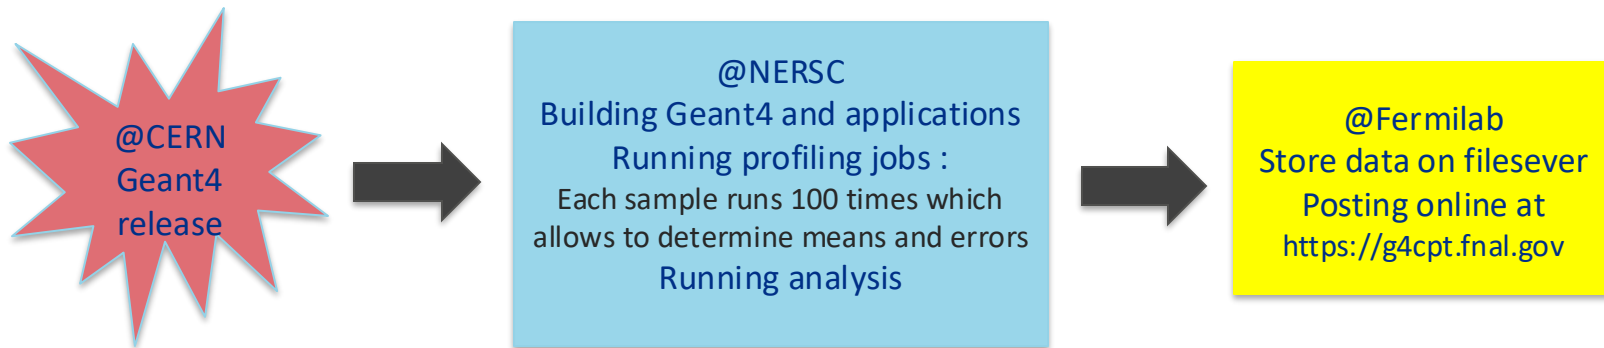 @CERN
Geant4
release
@NERSC
Building Geant4 and applications
Running profiling jobs :
Each sample runs 100 times which
allows to determine means and errors
Running analysis
@Fermilab
Store data on filesever
Posting online at
https://g4cpt.fnal.gov